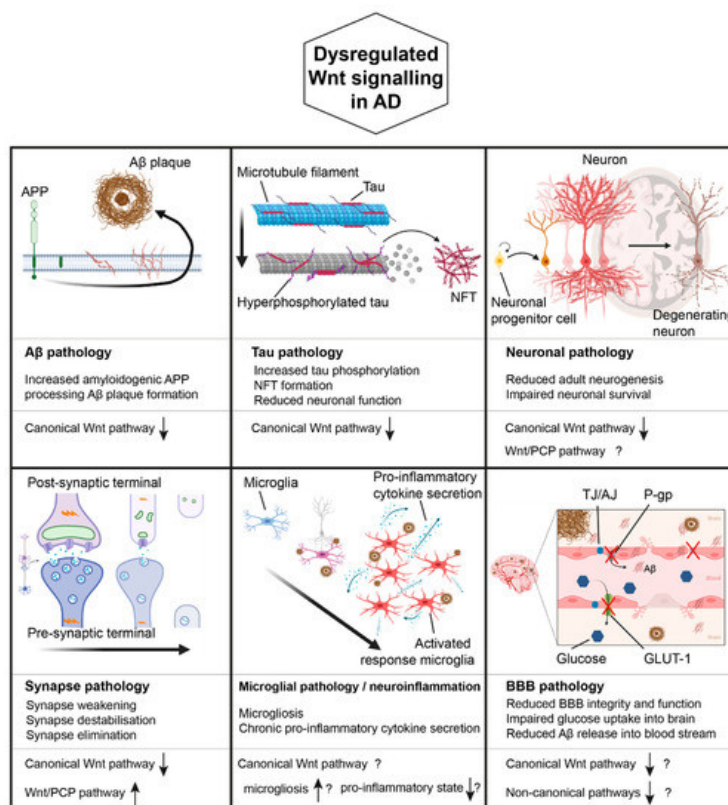 Dysregulated
Wnt signalling
in AD
Aβ plaque
APP
Aβ pathology
Increased amyloidogenic APP
processing Aβ plaque formation
Canonical Wnt pathway ↓
Microtubule filament
Tau
Hyperphosphorylated tau
NFT
Tau pathology
Increased tau phosphorylation
NFT formation
Reduced neuronal function
Canonical Wnt pathway ↓
Neuron
Neuronal
progenitor cell
Degenerating
neuron
Neuronal pathology
Reduced adult neurogenesis
Impaired neuronal survival
Canonical Wnt pathway ↓
Wnt/PCP pathway ?
Post-synaptic terminal
Pre-synaptic terminal
Synapse pathology
Synapse weakening
Synapse destabilisation
Synapse elimination
Canonical Wnt pathway ↓
Wnt/PCP pathway ↑
Microglia
Pro-inflammatory
cytokine secretion
Activated
response microglia
Microglial pathology / neuroinflammation
Microgliosis
Chronic pro-inflammatory cytokine secretion
Canonical Wnt pathway ?
microgliosis ↑ ? pro-inflammatory state ↓ ?
TJ/AJ P-gp
Brain
Aβ
Blood
Brain
Glucose GLUT-1
BBB pathology
Reduced BBB integrity and function
Impaired glucose uptake into brain
Reduced Aβ release into blood stream
Canonical Wnt pathway ↓ ?
Non-canonical pathways ↓ ?